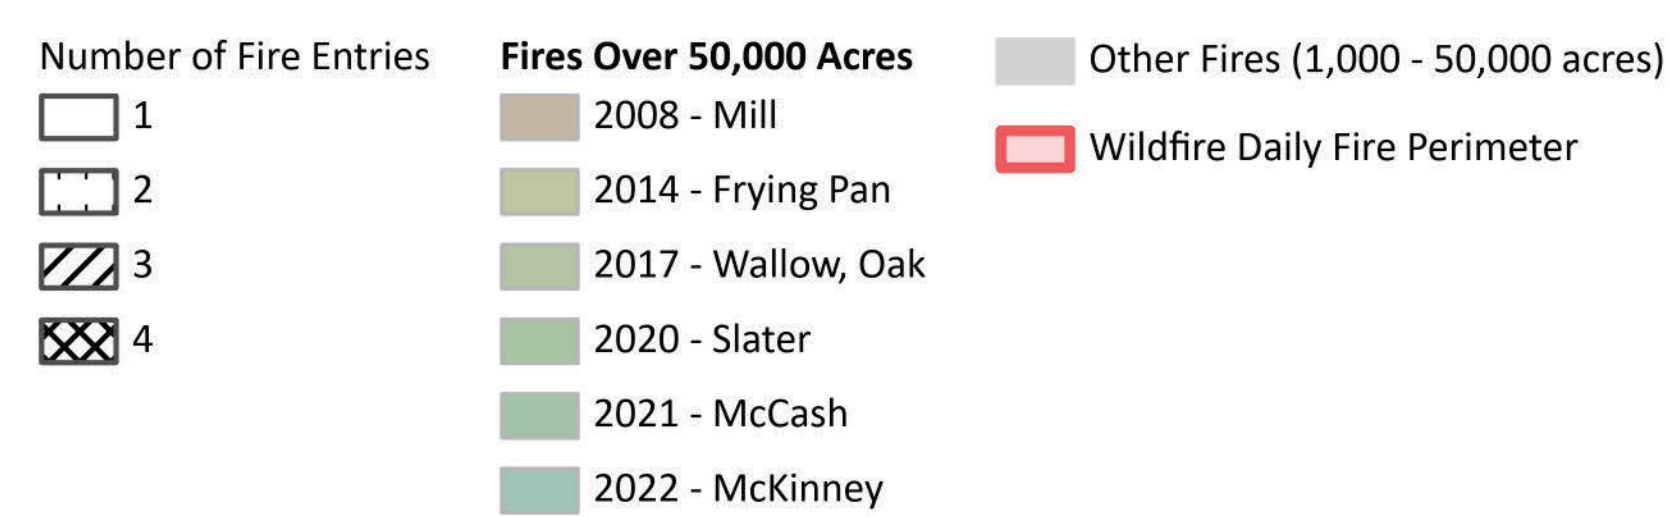 Number of Fire Entries
1
2
3
4
Fires Over 50,000 Acres
2008 - Mill
2014 - Frying Pan
2017 - Wallow, Oak
2020 - Slater
2021 - McCash
2022 - McKinney
Other Fires (1,000 - 50,000 acres)
Wildfire Daily Fire Perimeter